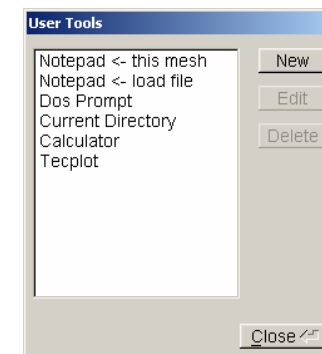 User Tools
Notepad <- this mesh
Notepad <- load file
Dos Prompt
Current Directory
Calculator
Tecplot
New
Edit
Delete
Close